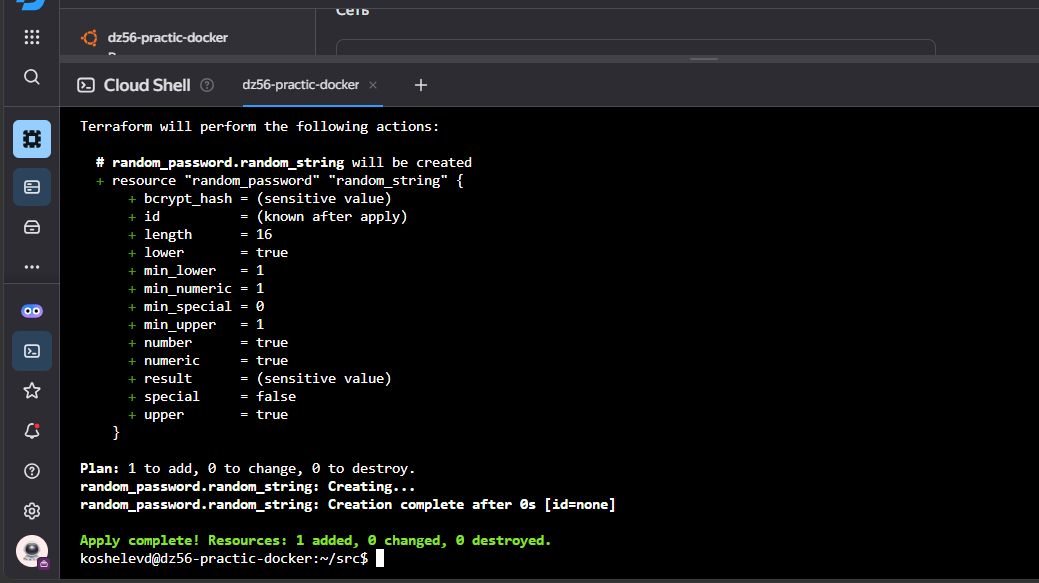 Сеть
dz56-practic-docker
Cloud Shell
dz56-practic-docker
Terraform will perform the following actions:
# random_password.random_string will be created
+ resource "random_password" "random_string" {
+ bcrypt_hash = (sensitive value)
+ id          = (known after apply)
+ length      = 16
+ lower       = true
+ min_lower   = 1
+ min_numeric = 1
+ min_special = 0
+ min_upper   = 1
+ number      = true
+ numeric     = true
+ result      = (sensitive value)
+ special     = false
+ upper       = true
}
Plan: 1 to add, 0 to change, 0 to destroy.
random_password.random_string: Creating...
random_password.random_string: Creation complete after 0s [id=none]
Apply complete! Resources: 1 added, 0 changed, 0 destroyed.
koshelevd@dz56-practic-docker:~/src$